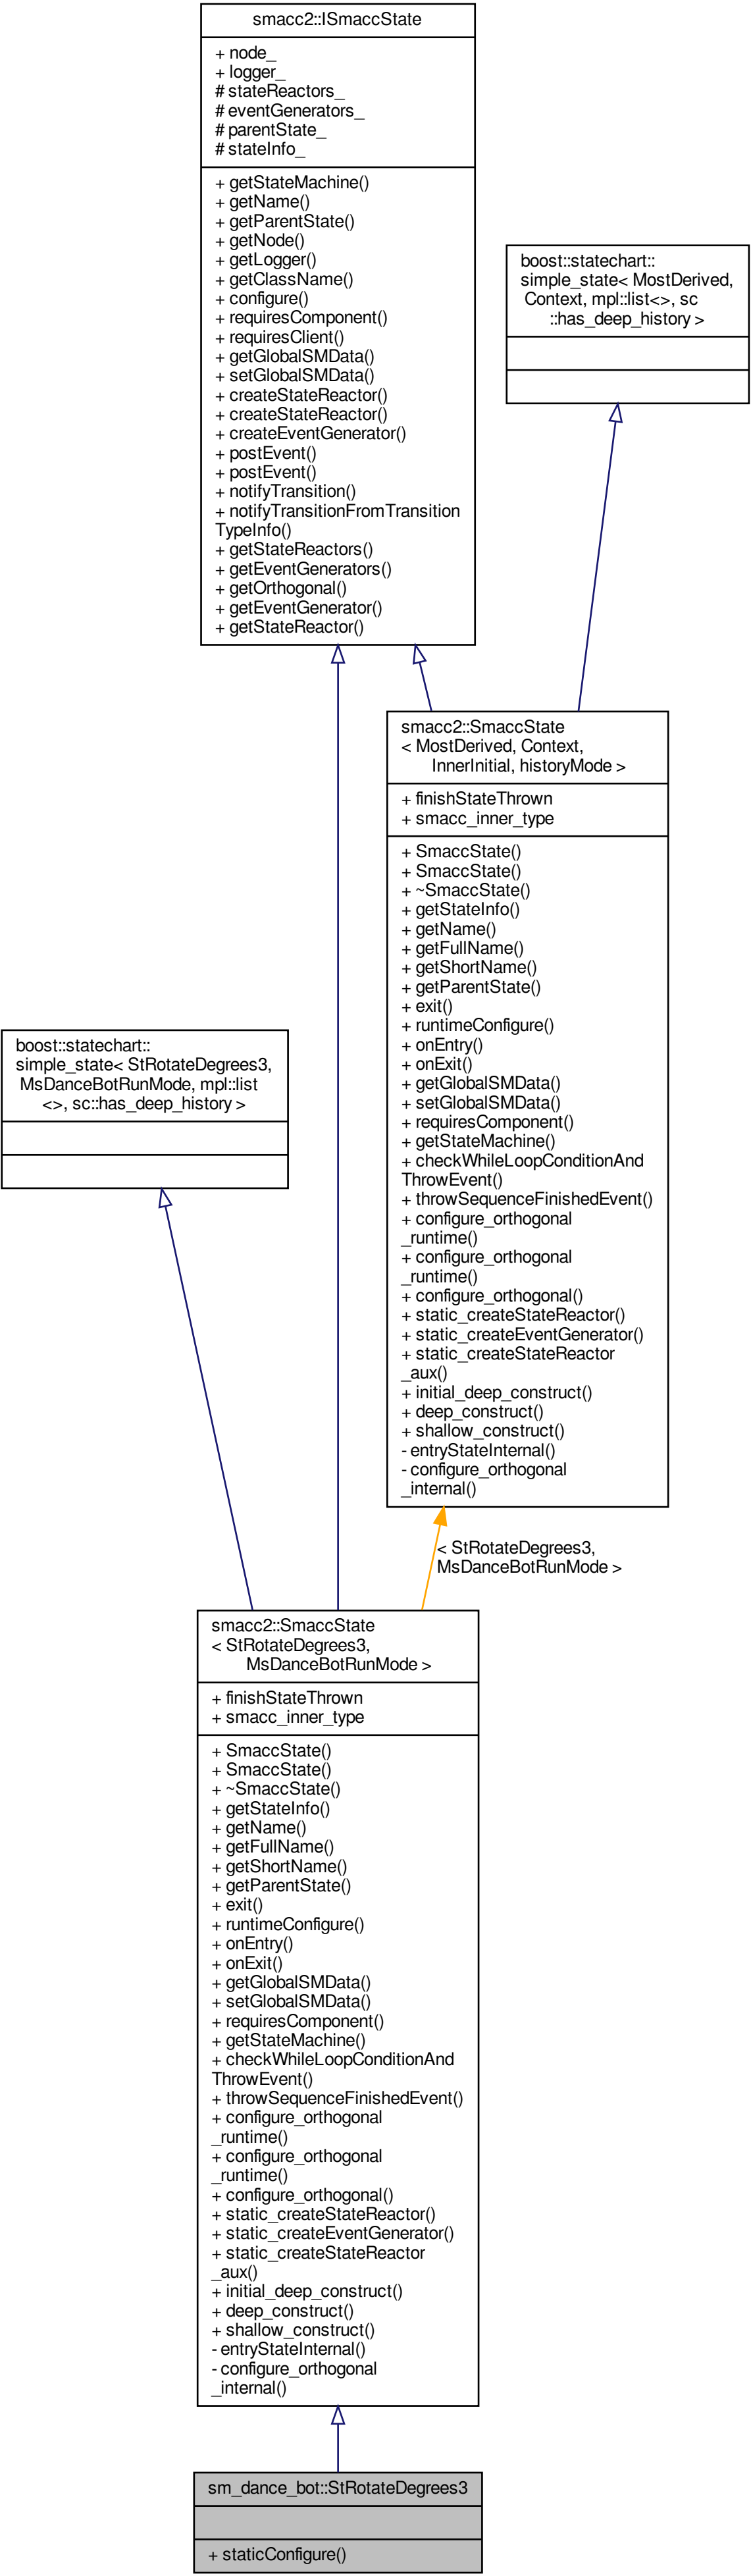 smacc2::ISmaccState
+ node_
+ logger_
# stateReactors_
# eventGenerators_
# parentState_
# stateInfo_
+ getStateMachine()
+ getName()
+ getParentState()
+ getNode()
+ getLogger()
+ getClassName()
+ configure()
+ requiresComponent()
+ requiresClient()
+ getGlobalSMData()
+ setGlobalSMData()
+ createStateReactor()
+ createStateReactor()
+ createEventGenerator()
+ postEvent()
+ postEvent()
+ notifyTransition()
+ notifyTransitionFromTransition
TypeInfo()
+ getStateReactors()
+ getEventGenerators()
+ getOrthogonal()
+ getEventGenerator()
+ getStateReactor()
boost::statechart::
simple_state< MostDerived,
Context, mpl::list<>, sc
::has_deep_history >
smacc2::SmaccState
< MostDerived, Context,
InnerInitial, historyMode >
+ finishStateThrown
+ smacc_inner_type
+ SmaccState()
+ SmaccState()
+ ~SmaccState()
+ getStateInfo()
+ getName()
+ getFullName()
+ getShortName()
+ getParentState()
+ exit()
+ runtimeConfigure()
+ onEntry()
+ onExit()
+ getGlobalSMData()
+ setGlobalSMData()
+ requiresComponent()
+ getStateMachine()
+ checkWhileLoopConditionAnd
ThrowEvent()
+ throwSequenceFinishedEvent()
+ configure_orthogonal
_runtime()
+ configure_orthogonal
_runtime()
+ configure_orthogonal()
+ static_createStateReactor()
+ static_createEventGenerator()
+ static_createStateReactor
_aux()
+ initial_deep_construct()
+ deep_construct()
+ shallow_construct()
- entryStateInternal()
- configure_orthogonal
_internal()
boost::statechart::
simple_state< StRotateDegrees3,
MsDanceBotRunMode, mpl::list
<>, sc::has_deep_history >
< StRotateDegrees3,
MsDanceBotRunMode >
smacc2::SmaccState
< StRotateDegrees3,
MsDanceBotRunMode >
+ finishStateThrown
+ smacc_inner_type
+ SmaccState()
+ SmaccState()
+ ~SmaccState()
+ getStateInfo()
+ getName()
+ getFullName()
+ getShortName()
+ getParentState()
+ exit()
+ runtimeConfigure()
+ onEntry()
+ onExit()
+ getGlobalSMData()
+ setGlobalSMData()
+ requiresComponent()
+ getStateMachine()
+ checkWhileLoopConditionAnd
ThrowEvent()
+ throwSequenceFinishedEvent()
+ configure_orthogonal
_runtime()
+ configure_orthogonal
_runtime()
+ configure_orthogonal()
+ static_createStateReactor()
+ static_createEventGenerator()
+ static_createStateReactor
_aux()
+ initial_deep_construct()
+ deep_construct()
+ shallow_construct()
- entryStateInternal()
- configure_orthogonal
_internal()
sm_dance_bot::StRotateDegrees3
+ staticConfigure()